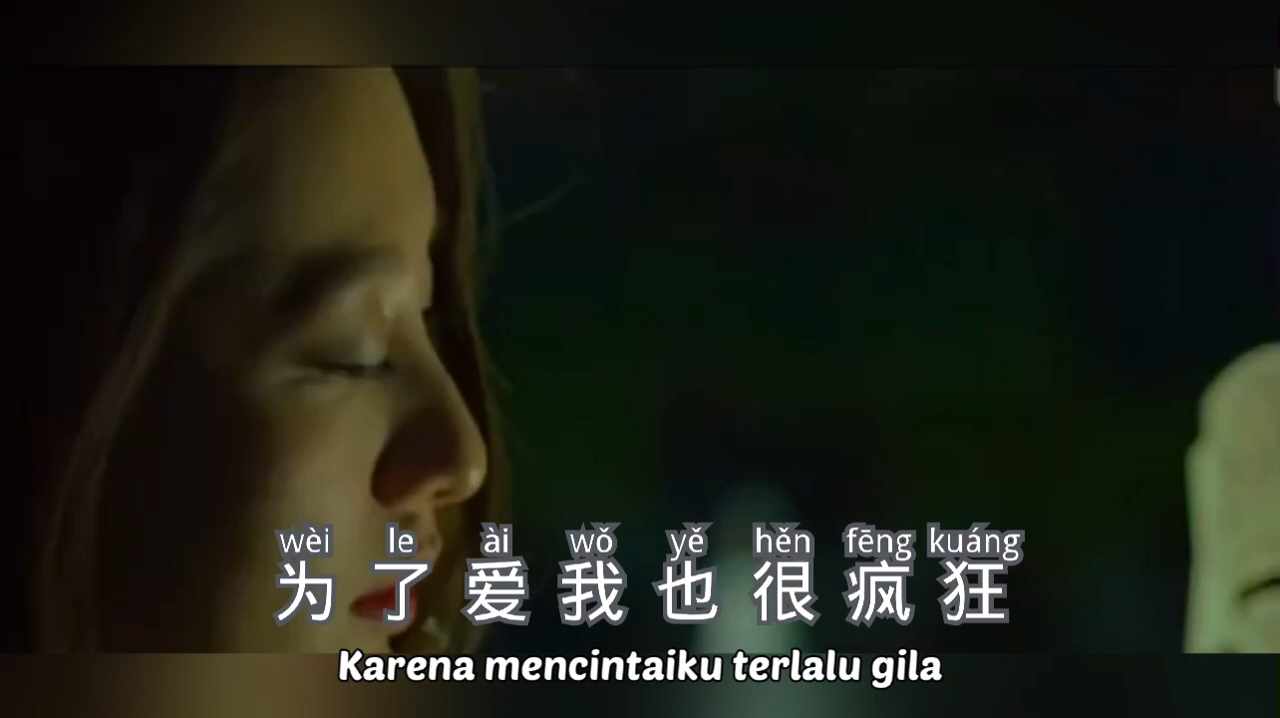 wèi le ài wǒ yě hěn fēng kuáng
为了爱我也很疯狂
Karena mencintaiku terlalu gila